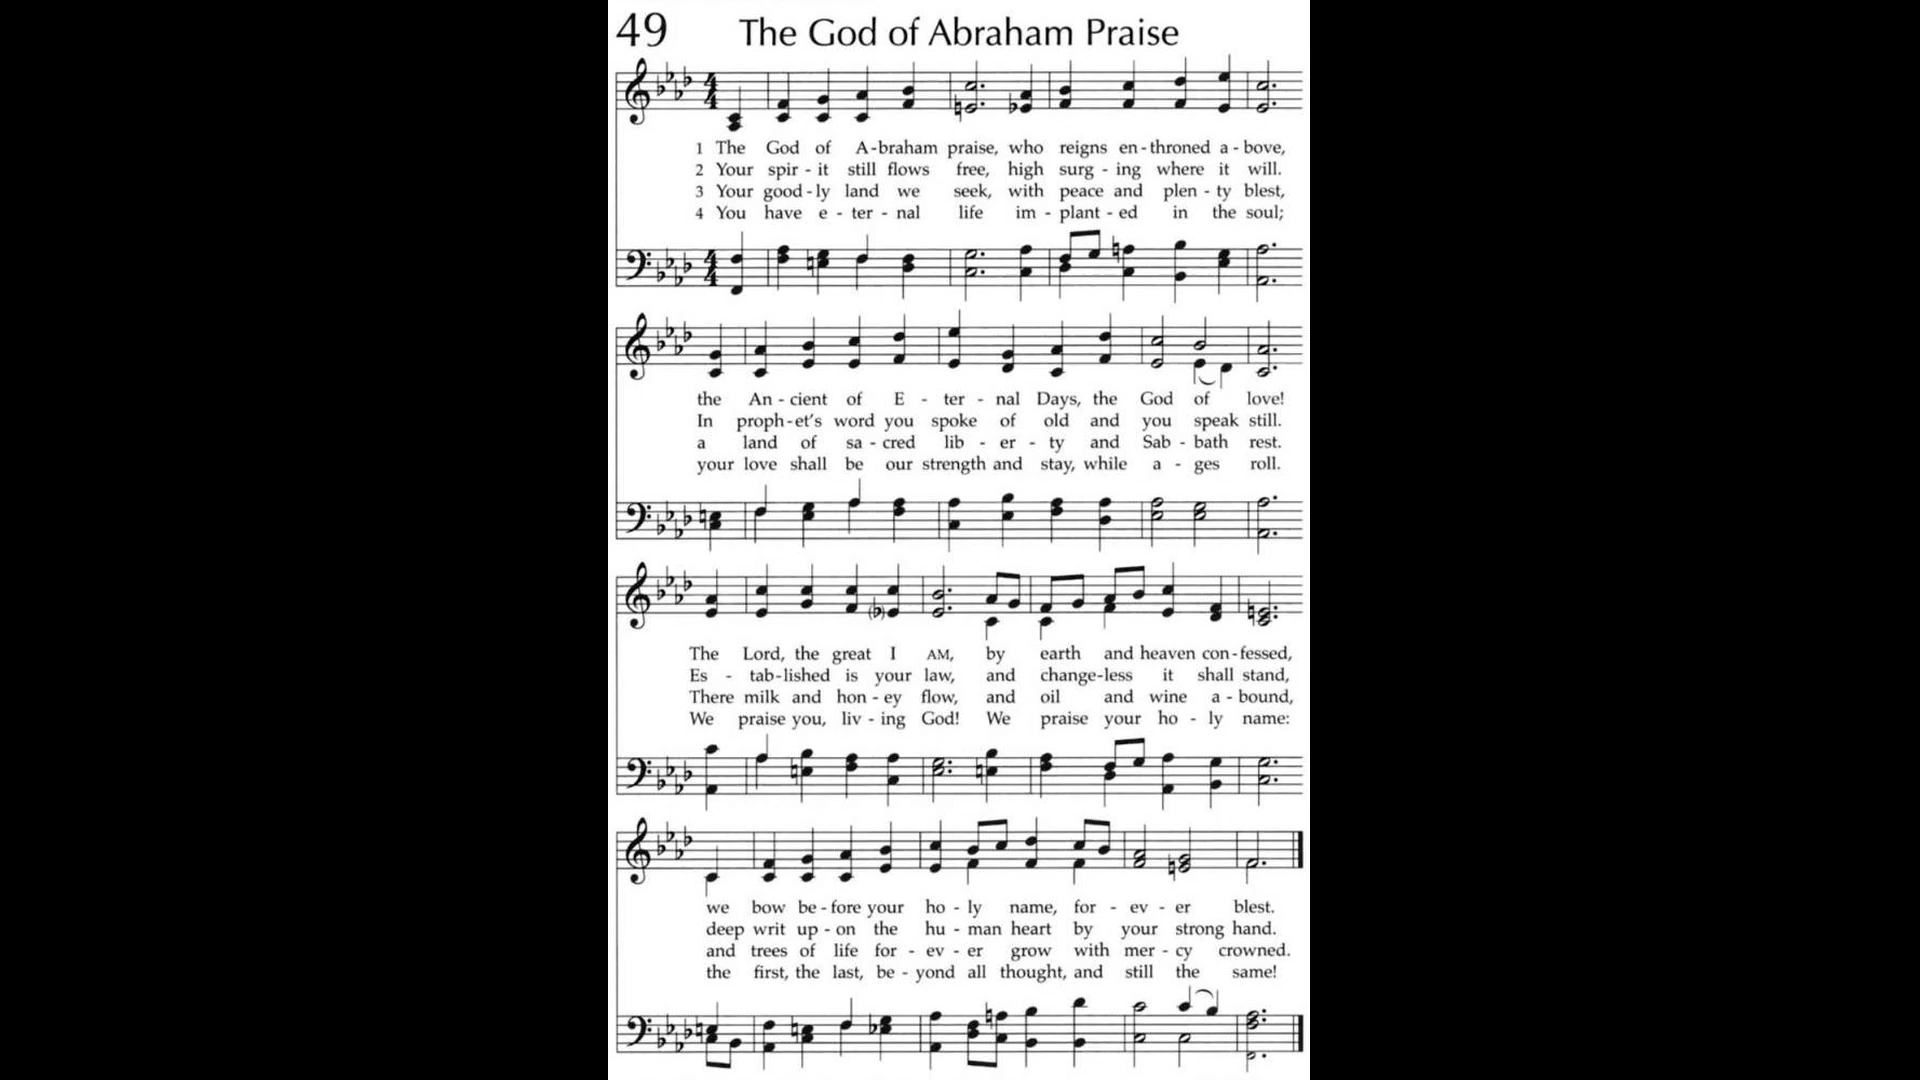 49 The God of Abraham Praise
1 The God of A-braham praise, who reigns en-throned a-bove,
2 Your spir-it still flows free, high surg-ing where it will.
3 Your good-ly land we seek, with peace and plen-ty blest,
4 You have e-ter-nal life im-plant-ed in the soul;
the An-cient of E-ter-nal Days, the God of love!
In proph-et's word you spoke of old and you speak still.
a land of sa-cred lib-er-ty and Sab-bath rest.
your love shall be our strength and stay, while a-ges roll.
The Lord, the great I AM, by earth and heaven con-fessed,
Es-tab-lished is your law, and change-less it shall stand,
There milk and hon-ey flow, and oil and wine a-bound,
We praise you, liv-ing God! We praise your ho-ly name:
we bow be-fore your ho-ly name, for-ev-er blest.
deep writ up-on the hu-man heart by your strong hand.
and trees of life for-ev-er grow with mer-cy crowned.
the first, the last, be-yond all thought, and still the same!